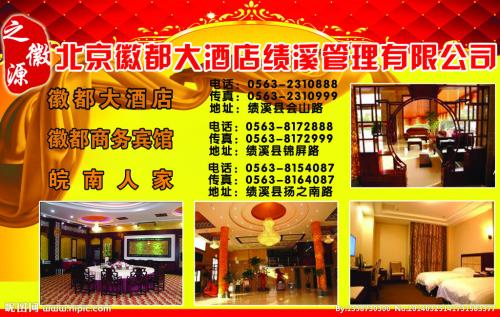 徽之源
北京徽都大酒店绩溪管理有限公司
徽都大酒店
电话：0563-2310888
传真：0563-2310999
地址：绩溪县会山路
徽都商务宾馆
电话：0563-8172888
传真：0563-8172999
地址：绩溪县锦屏路
皖南人家
电话：0563-8154087
传真：0563-8164087
地址：绩溪县扬之南路
昵图网 www.nipic.com